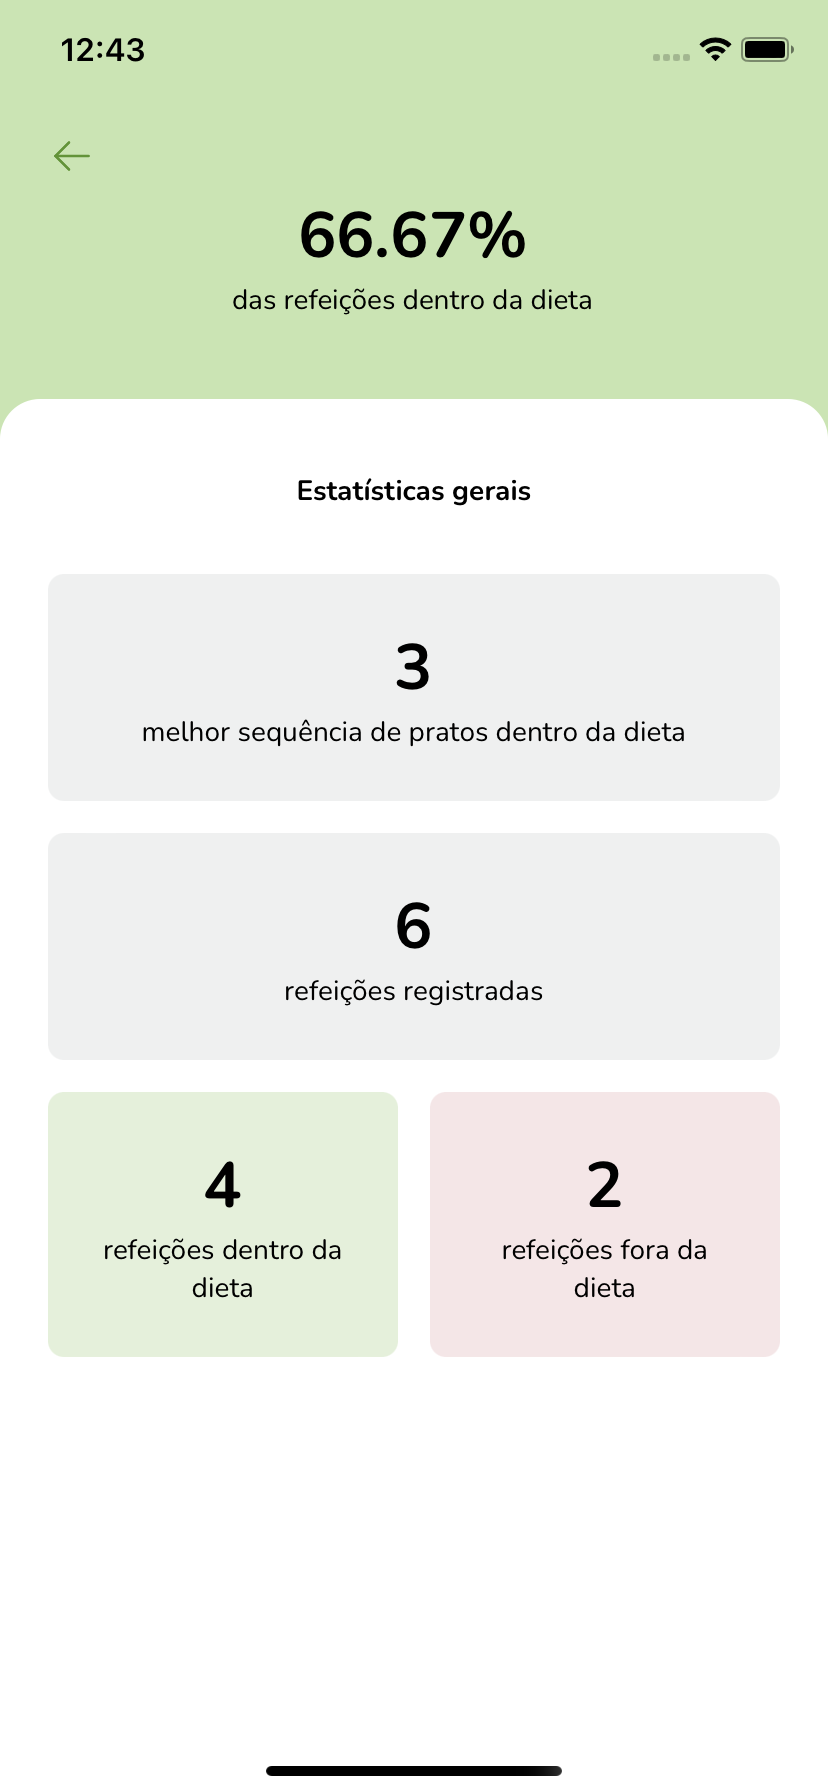 12:43
66.67%
das refeições dentro da dieta
Estatísticas gerais
3
melhor sequência de pratos dentro da dieta
6
refeições registradas
4
refeições dentro da
dieta
2
refeições fora da
dieta